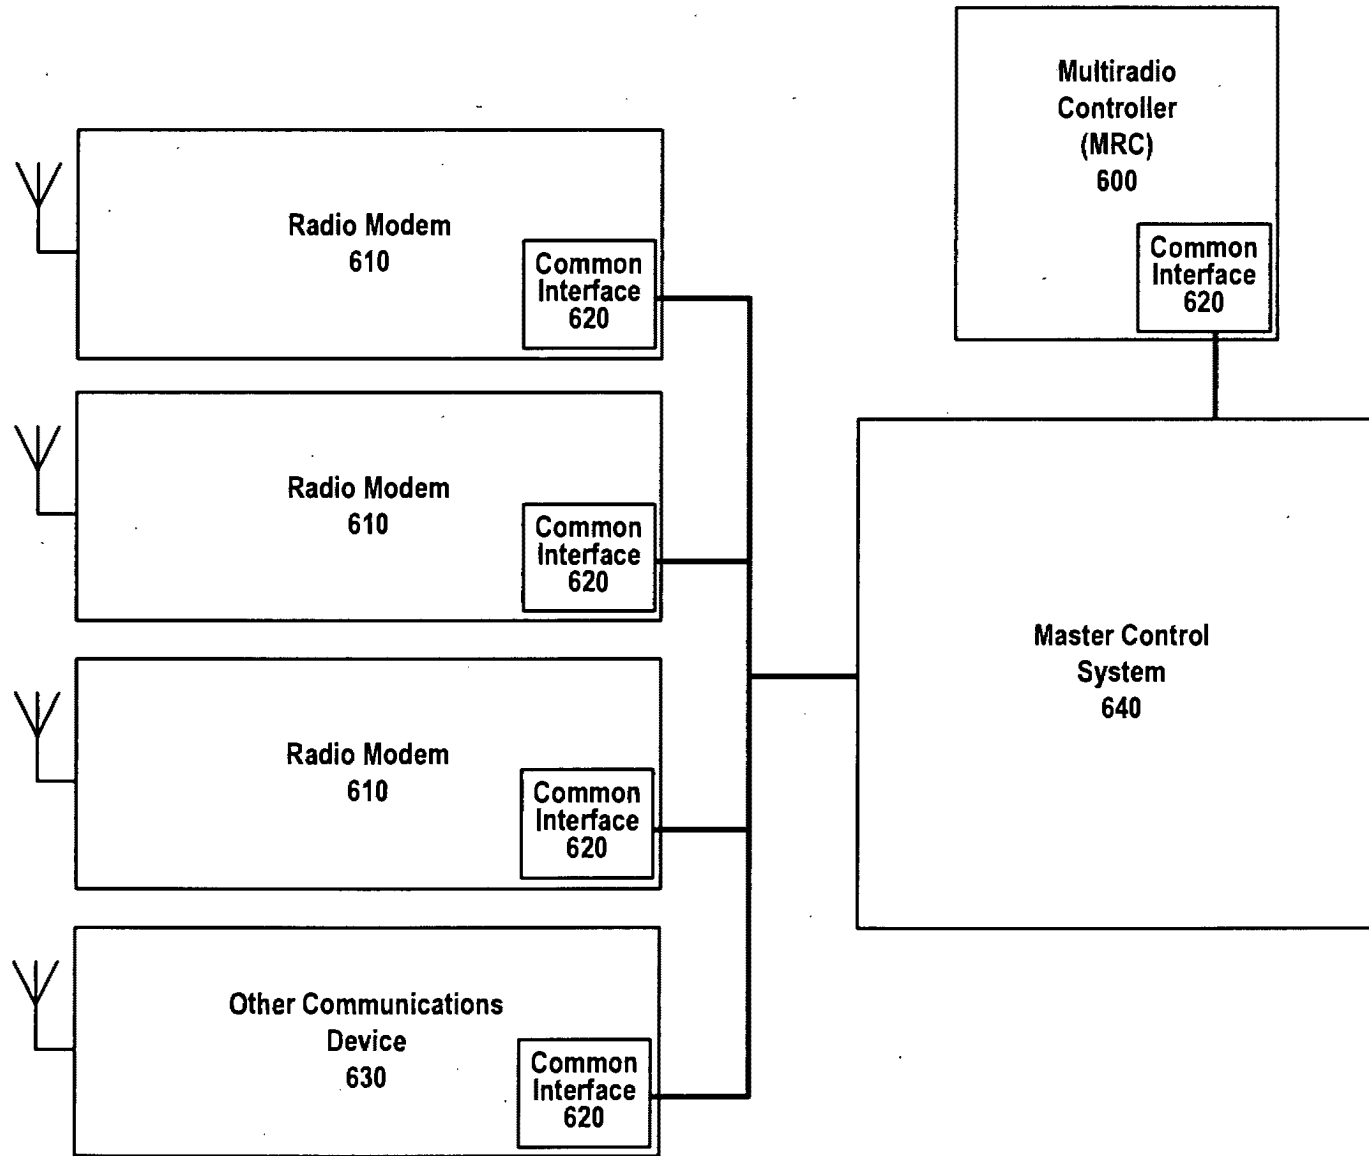 Multiradio
Controller
(MRC)
600
Common
Interface
620
Radio Modem
610
Common
Interface
620
Radio Modem
610
Common
Interface
620
Master Control
System
640
Radio Modem
610
Common
Interface
620
Other Communications
Device
630
Common
Interface
620